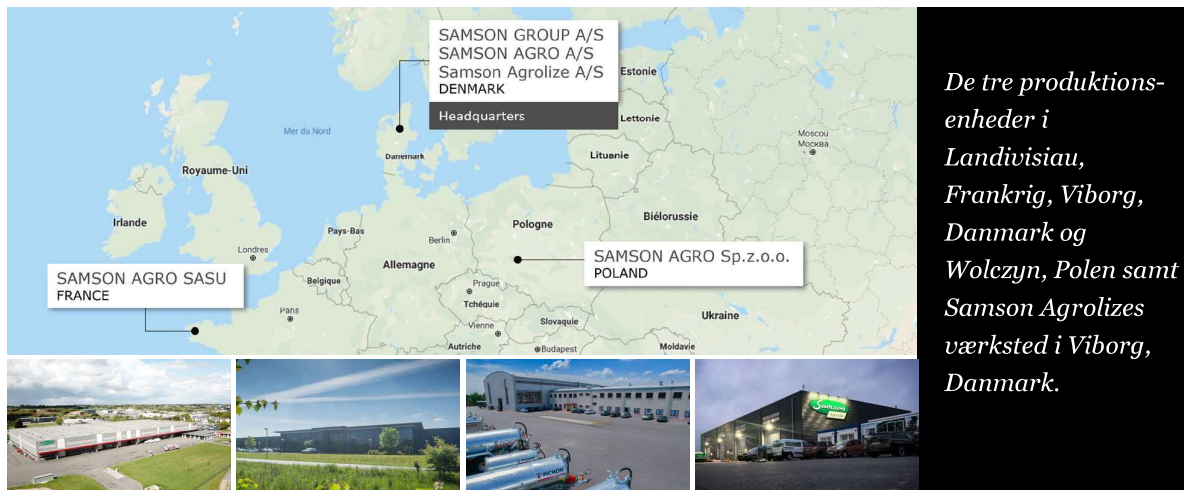 SAMSON GROUP A/S
SAMSON AGRO A/S
Samson Agrolize A/S
DENMARK
Headquarters
Estonie
Lettonie
Lituanie
Moscou
Москва
Mer du Nord
Danemark
Royaume-Uni
Irlande
Londres
Pays-Bas
Berlin
Pologne
Biélorussie
Allemagne
SAMSON AGRO Sp.z.o.o.
POLAND
SAMSON AGRO SASU
FRANCE
Belgique
Prague
Tchéquie
Paris
Ukraine
Slovaquie
Vienne
Autriche
Budapest
Moldavie
De tre produktions-
enheder i
Landivisiau,
Frankrig, Viborg,
Danmark og
Wolczyn, Polen samt
Samson Agrolizes
værksted i Viborg,
Danmark.
PICHON
Samson